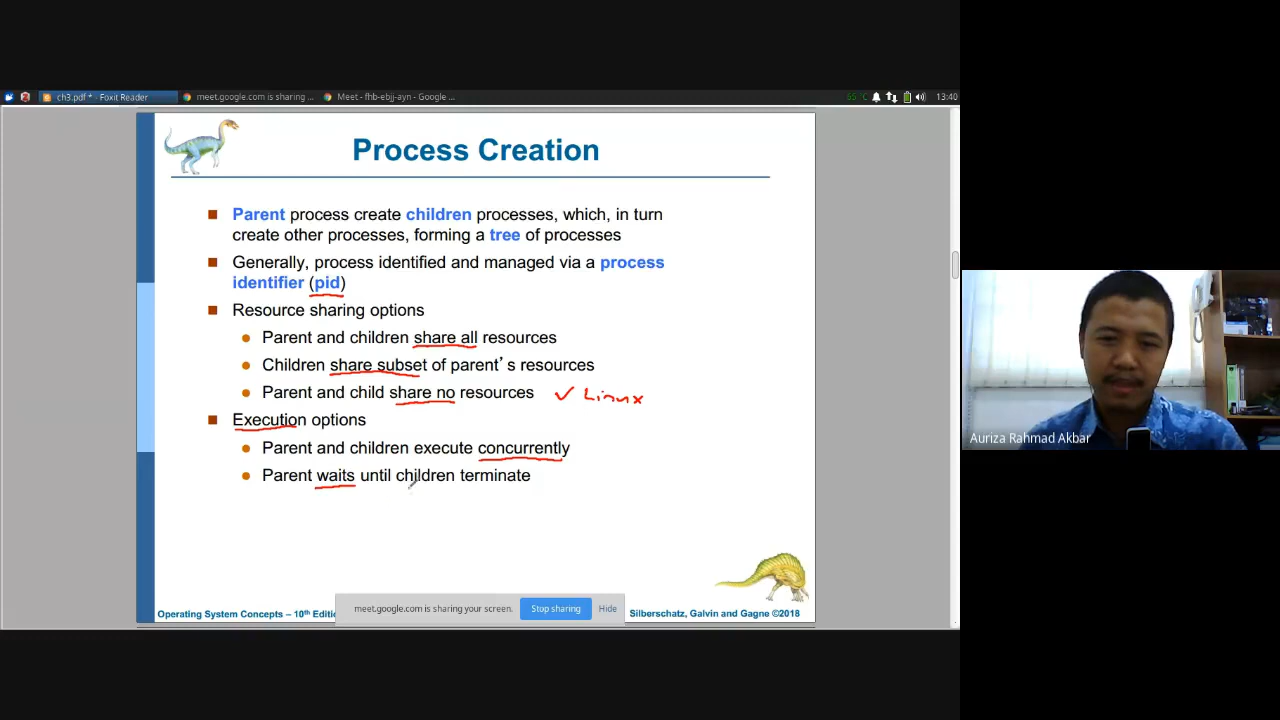 ch3.pdf * - Foxit Reader
meet.google.com is sharing ...
Meet - fhb-ebjj-ayn - Google ...
65 °C
13:40
Process Creation
Parent process create children processes, which, in turn
create other processes, forming a tree of processes
Generally, process identified and managed via a process
identifier (pid)
Resource sharing options
Parent and children share all resources
Children share subset of parent's resources
Parent and child share no resources ✓ Linux
Execution options
Parent and children execute concurrently
Parent waits until children terminate
Auriza Rahmad Akbar
Operating System Concepts – 10th Editio
meet.google.com is sharing your screen.
Stop sharing
Hide
Silberschatz, Galvin and Gagne ©2018